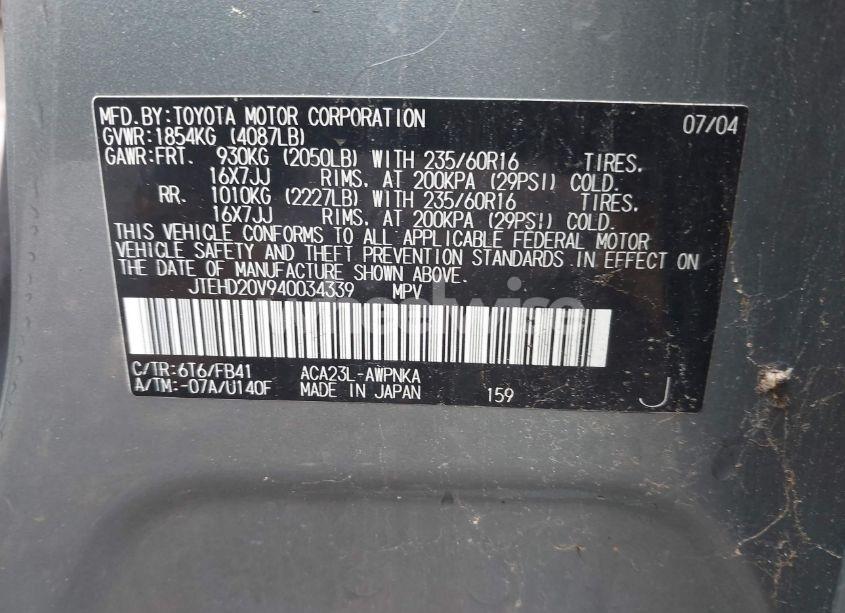 MFD.BY:TOYOTA MOTOR CORPORATION 07/04
GVWR:1854KG (4087LB)
GAWR:FRT. 930KG (2050LB) WITH 235/60R16 TIRES,
16X7JJ RIMS, AT 200KPA (29PSI) COLD.
RR. 1010KG (2227LB) WITH 235/60R16 TIRES,
16X7JJ RIMS, AT 200KPA (29PSI) COLD.
THIS VEHICLE CONFORMS TO ALL APPLICABLE FEDERAL MOTOR
VEHICLE SAFETY AND THEFT PREVENTION STANDARDS IN EFFECT ON
THE DATE OF MANUFACTURE SHOWN ABOVE.
JTEHD20V940034339 MPV
wheelwise
C/TR:6T6/FB41 ACA23L-AWPNKA
A/TM:-07A/U140F MADE IN JAPAN 159 J